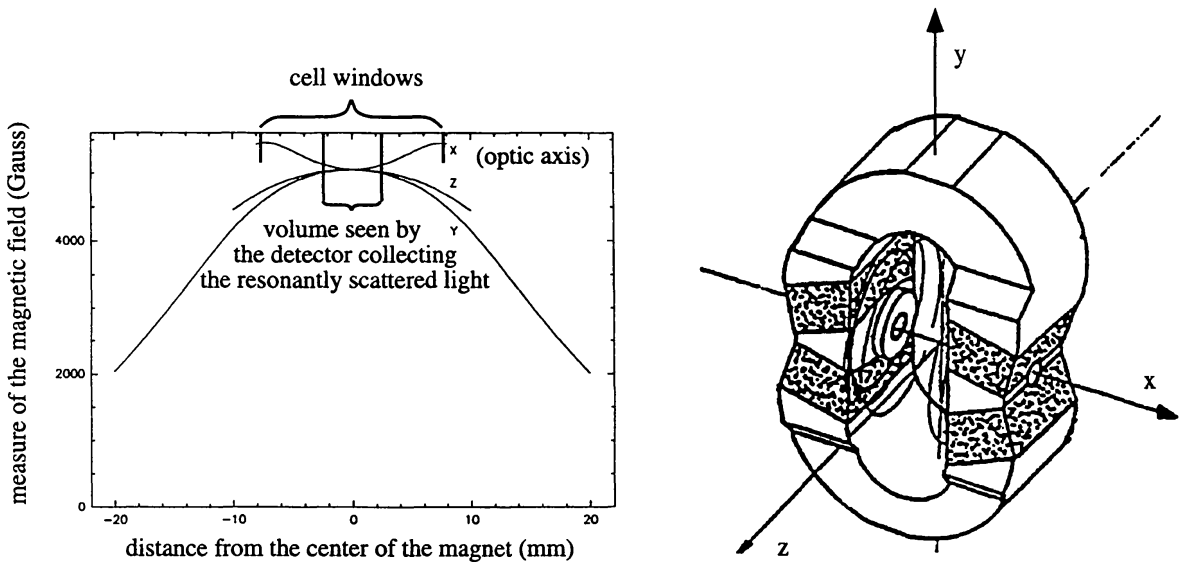 cell windows
measure of the magnetic field (Gauss)
X
(optic axis)
Z
Y
volume seen by
the detector collecting
the resonantly scattered light
4000
2000
0
−20
−10
0
10
20
distance from the center of the magnet (mm)
y
x
z